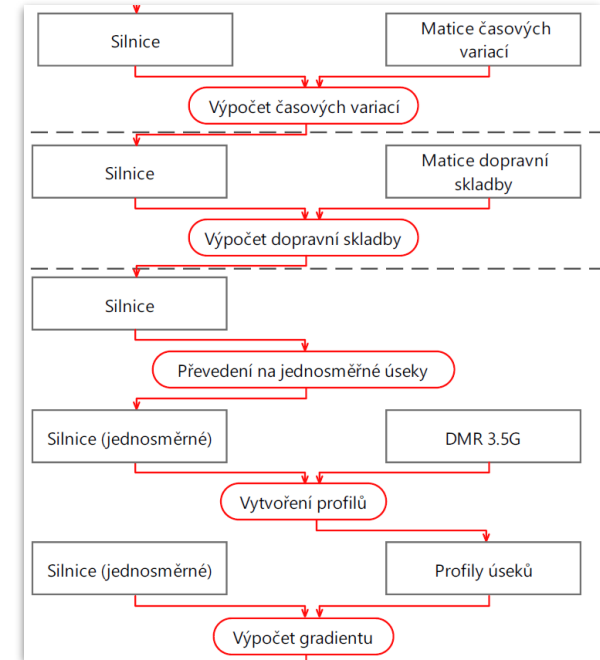 Silnice
Matice časových
variací
Výpočet časových variací
Silnice
Matice dopravní
skladby
Výpočet dopravní skladby
Silnice
Převedení na jednosměřné úseky
Silnice (jednosměrné)
DMR 3.5G
Vytvoření profilů
Silnice (jednosměrné)
Profily úseků
Výpočet gradientu